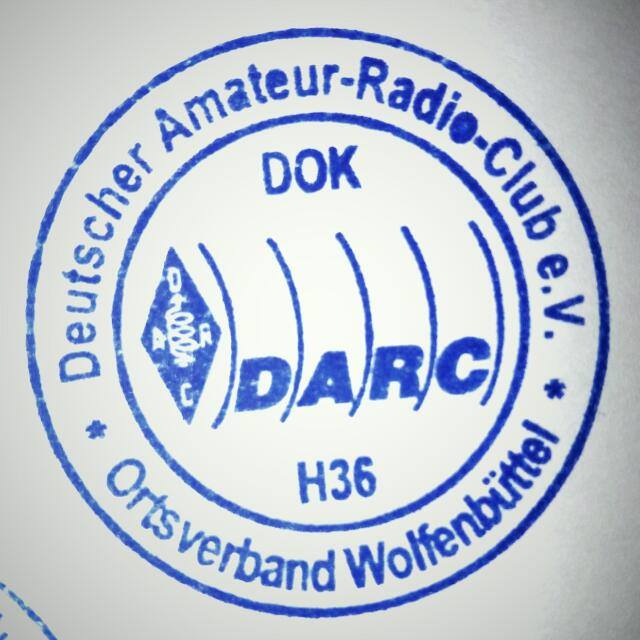 Deutscher Amateur-Radio-Club e.V.
DOK
DARC
H36
* Ortsverband Wolfenbüttel *